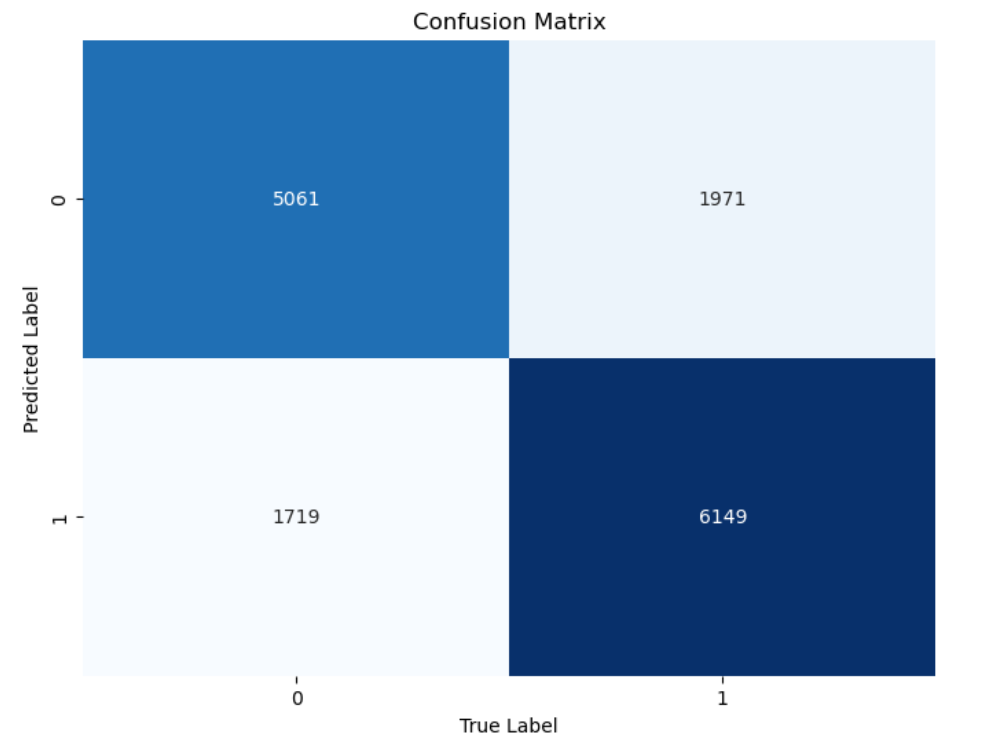 Confusion Matrix
0
5061
1971
Predicted Label
1
1719
6149
0
1
True Label